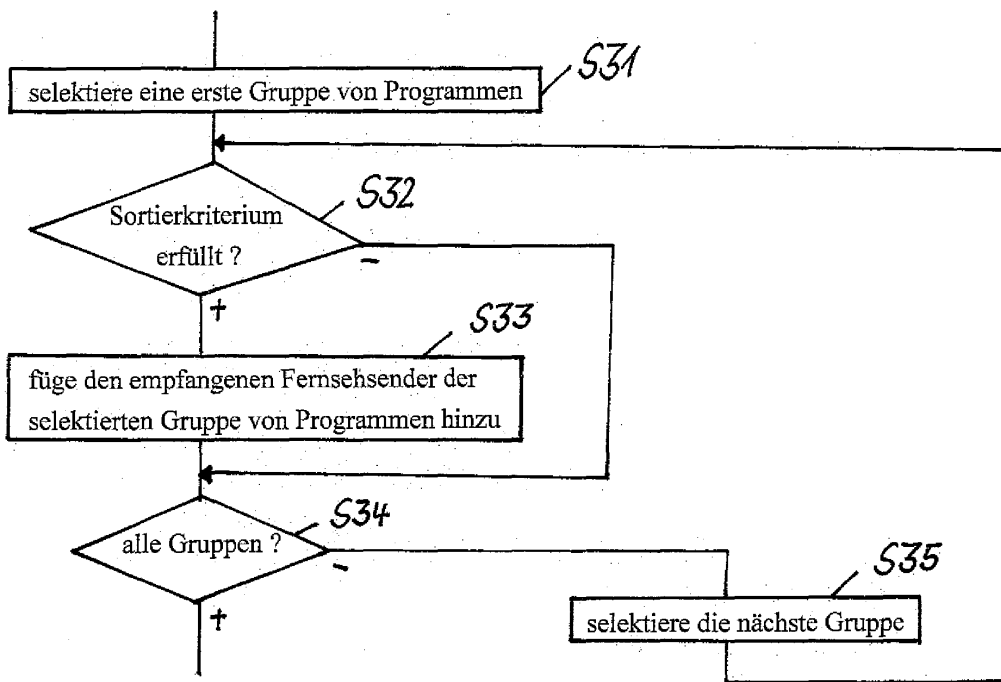 S31
selektiere eine erste Gruppe von Programmen
S32
Sortierkriterium
erfüllt ?
-
+
S33
füge den empfangenen Fernsehsender der
selektierten Gruppe von Programmen hinzu
S34
alle Gruppen ?
-
+
S35
selektiere die nächste Gruppe